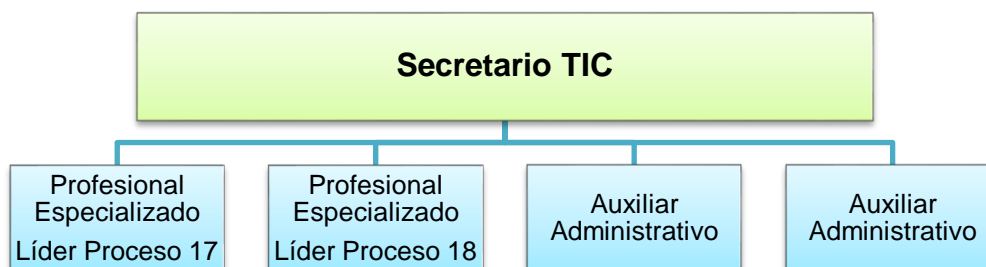 Secretario TIC
Profesional
Especializado
Líder Proceso 17
Profesional
Especializado
Líder Proceso 18
Auxiliar
Administrativo
Auxiliar
Administrativo